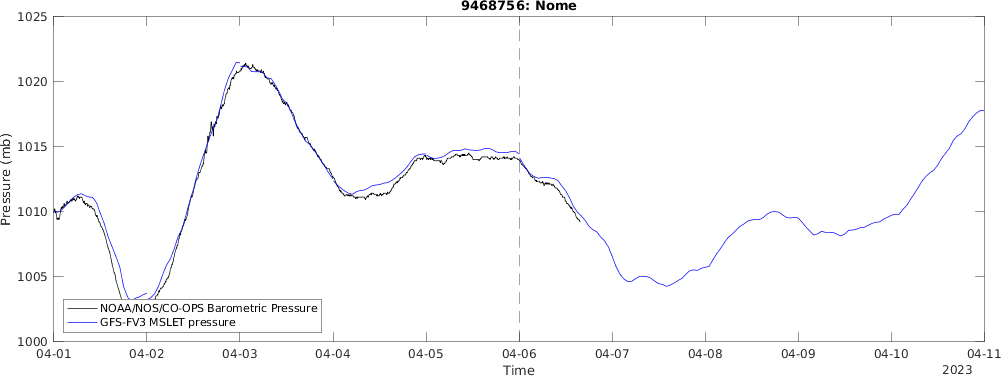 9468756: Nome
Pressure (mb)
1025
1020
1015
1010
1005
1000
NOAA/NOS/CO-OPS Barometric Pressure
GFS-FV3 MSLET pressure
04-01 04-02 04-03 04-04 04-05 04-06 04-07 04-08 04-09 04-10 04-11
Time
2023